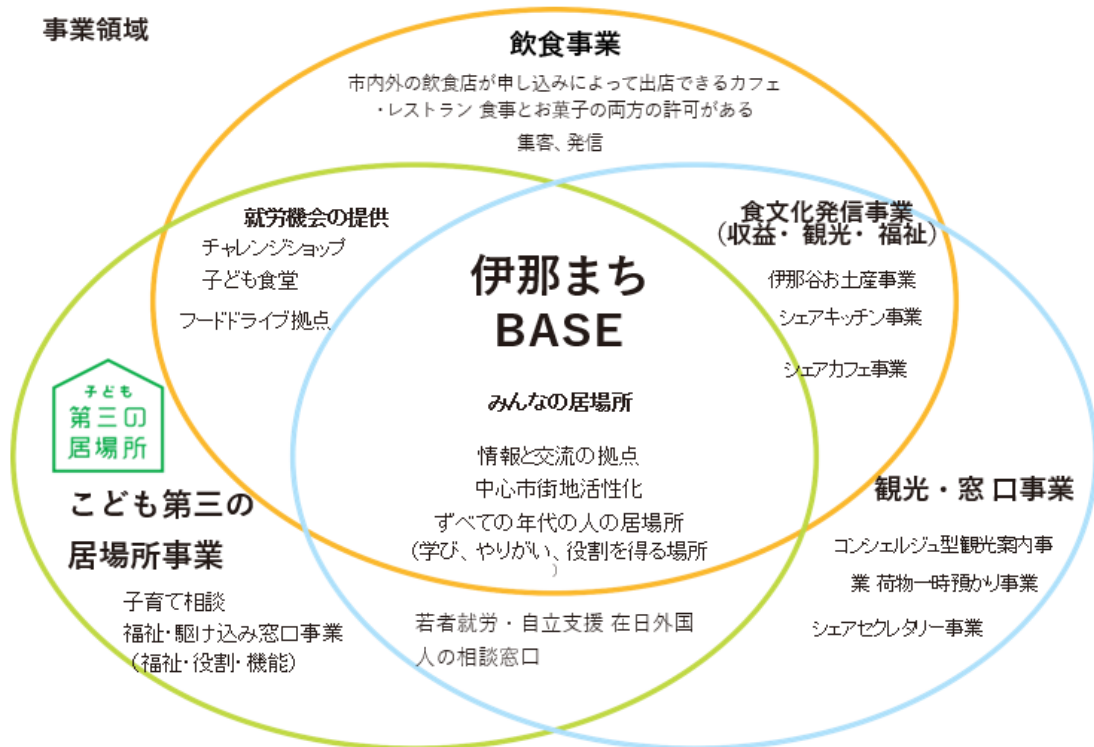 事業領域
飲食事業
市内外の飲食店が申し込みによって出店できるカフェ
・レストラン 食事とお菓子の両方の許可がある
集客、発信
就労機会の提供
チャレンジショップ
子ども食堂
フードドライブ拠点
食文化発信事業
(収益・ 観光・ 福祉)
伊那谷お土産事業
シェアキッチン事業
シェアカフェ事業
伊那まち
BASE
みんなの居場所
情報と交流の拠点
中心市街地活性化
ずべての年代の人の居場所
(学び、やりがい、役割を得る場所
)
子ども
第三の
居場所
こども第三の
居場所事業
子育て相談
福祉・駆け込み窓口事業
(福祉・役割・機能)
観光・窓 口事業
コンシェルジュ型観光案内事
業 荷物一時預かり事業
シェアセクレタリー事業
若者就労・自立支援 在日外国
人の相談窓口